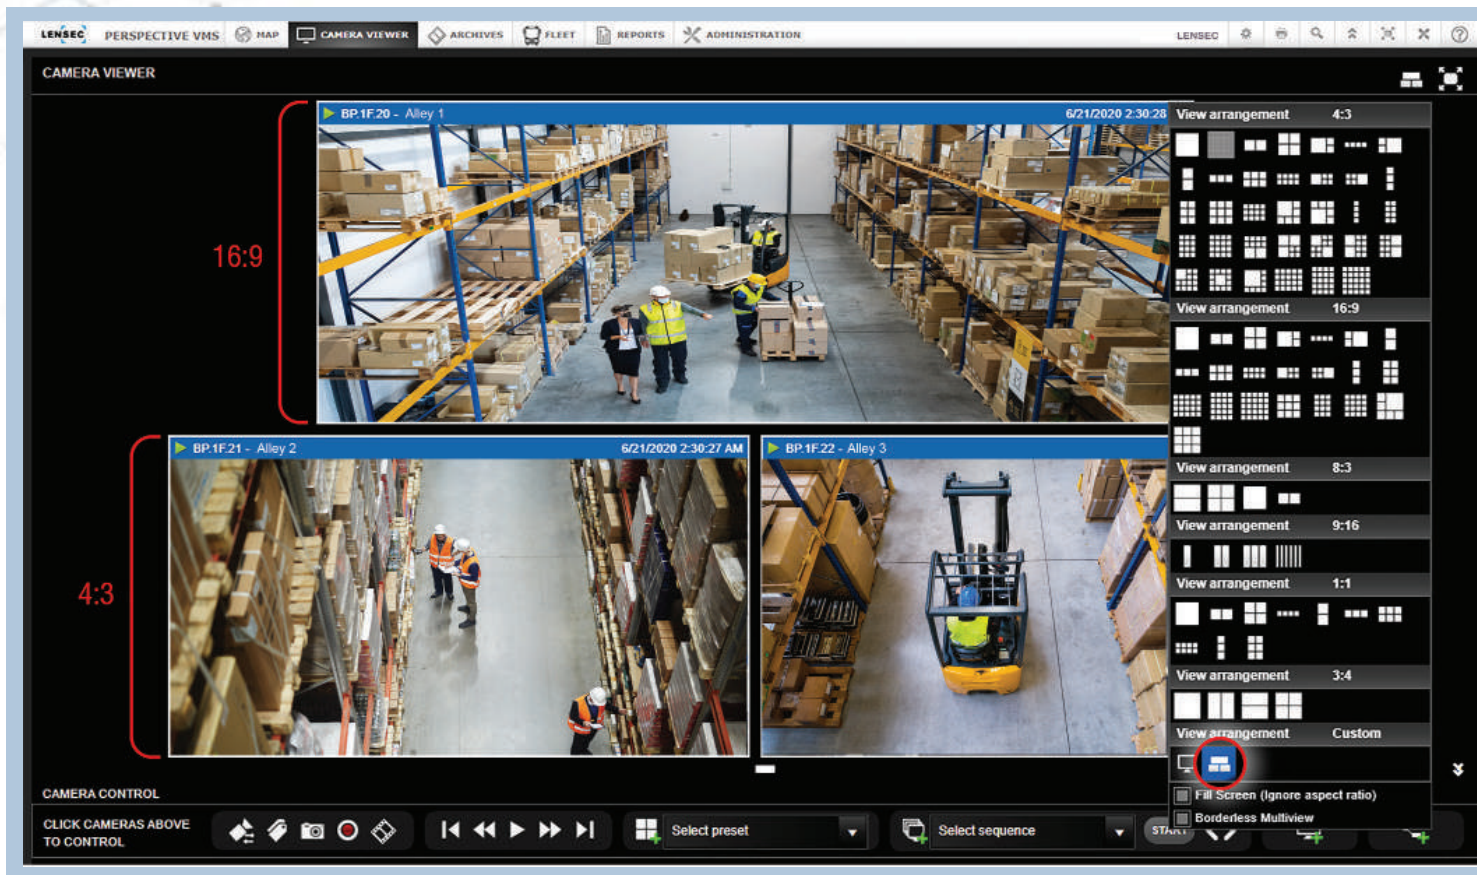 LENSEC PERSPECTIVE VMS MAP CAMERA VIEWER ARCHIVES FLEET REPORTS ADMINISTRATION LENSEC
CAMERA VIEWER
BP.1F.20 - Alley 1 6/21/2020 2:30:28
16:9
BP.1F.21 - Alley 2 6/21/2020 2:30:27 AM
BP.1F.22 - Alley 3
4:3
View arrangement 4:3
View arrangement 16:9
View arrangement 8:3
View arrangement 9:16
View arrangement 1:1
View arrangement 3:4
View arrangement Custom
Fill Screen (Ignore aspect ratio)
Borderless Multiview
CAMERA CONTROL
CLICK CAMERAS ABOVE
TO CONTROL
Select preset
Select sequence
START